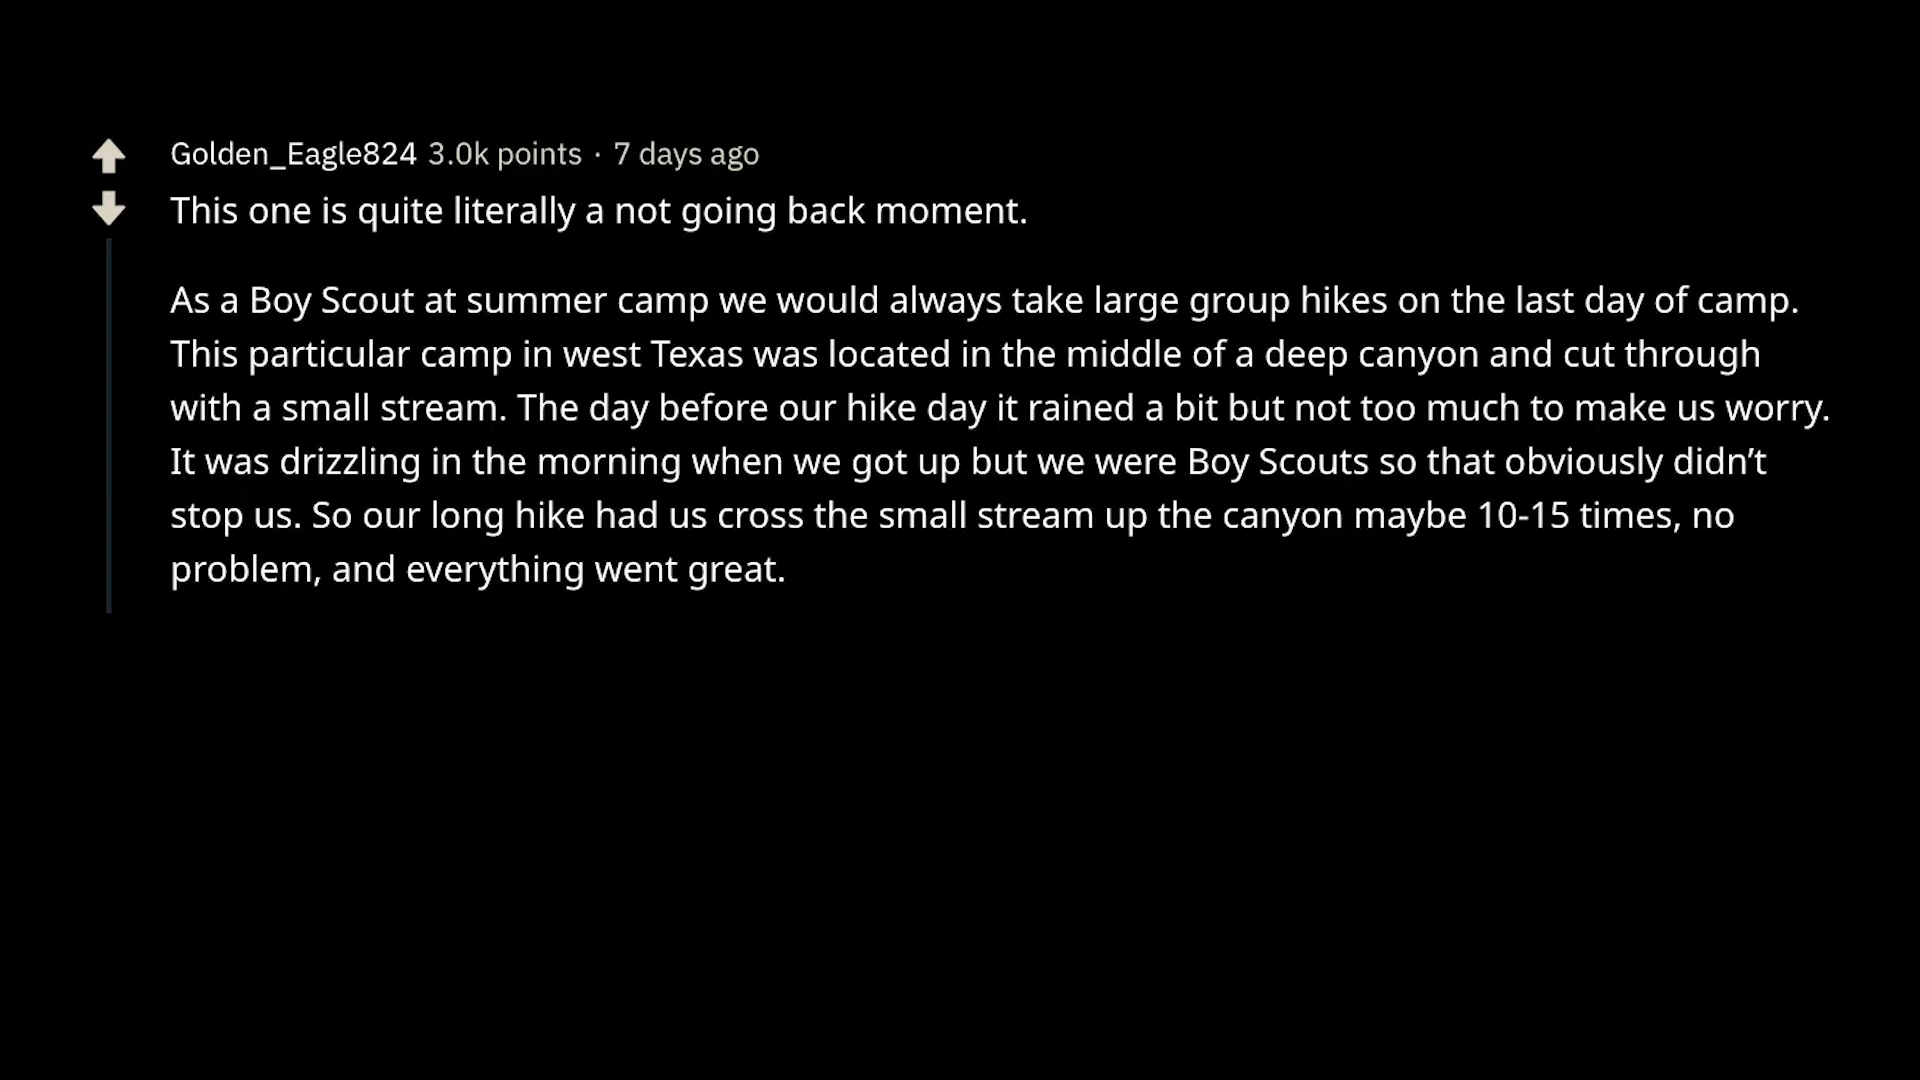 Golden_Eagle824 3.0k points · 7 days ago
This one is quite literally a not going back moment.
As a Boy Scout at summer camp we would always take large group hikes on the last day of camp.
This particular camp in west Texas was located in the middle of a deep canyon and cut through
with a small stream. The day before our hike day it rained a bit but not too much to make us worry.
It was drizzling in the morning when we got up but we were Boy Scouts so that obviously didn’t
stop us. So our long hike had us cross the small stream up the canyon maybe 10-15 times, no
problem, and everything went great.